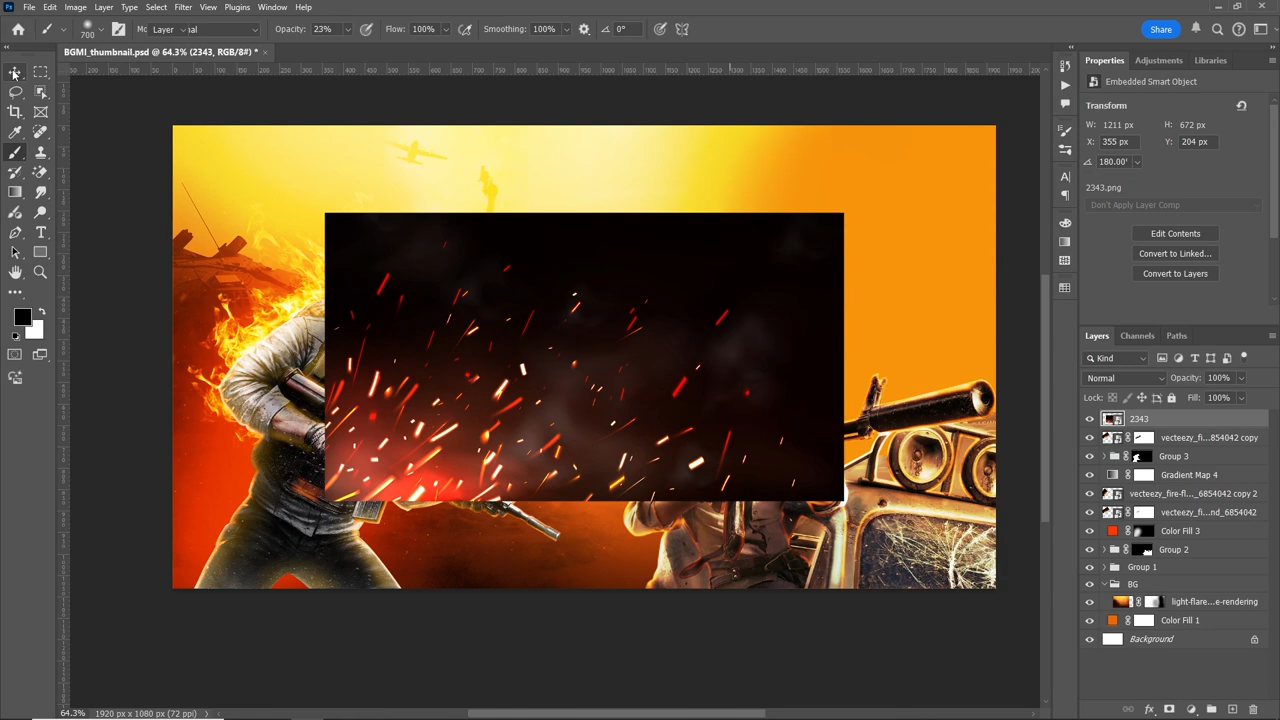 Ps File Edit Image Layer Type Select Filter View Plugins Window Help
700 Layer Opacity: 23% Flow: 100% Smoothing: 100% 0° Share
BGMI_thumbnail.psd @ 64.3% (2343, RGB/8#) *
Properties Adjustments Libraries
Embedded Smart Object
Transform
W: 1211 px H: 672 px
X: 355 px Y: 204 px
180.00°
2343.png
Don't Apply Layer Comp
Edit Contents
Convert to Linked...
Convert to Layers
Layers Channels Paths
Kind
Normal Opacity: 100%
Lock: Fill: 100%
2343
vecteezy_fi...854042 copy
Group 3
Gradient Map 4
vecteezy_fire-fl..._6854042 copy 2
vecteezy_fi...nd_6854042
Color Fill 3
Group 2
Group 1
BG
light-flare...e-rendering
Color Fill 1
Background
64.3% 1920 px x 1080 px (72 ppi)